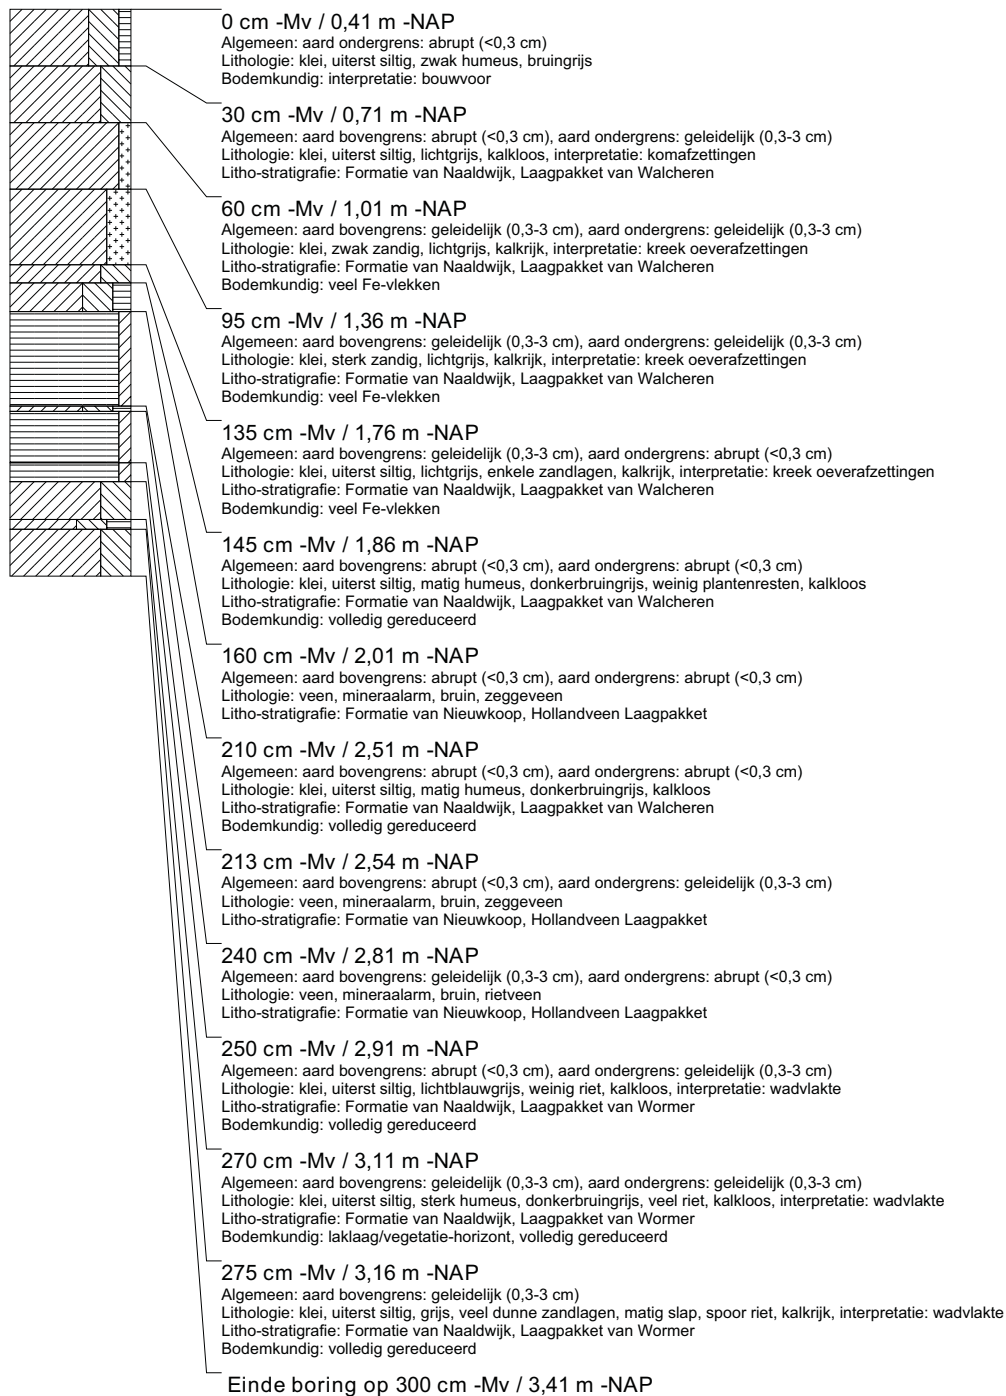 0 cm -Mv / 0,41 m -NAP
Algemeen: aard ondergrens: abrupt (<0,3 cm)
Lithologie: klei, uiterst siltig, zwak humeus, bruingrijs
Bodemkundig: interpretatie: bouwvoor
30 cm -Mv / 0,71 m -NAP
Algemeen: aard bovengrens: abrupt (<0,3 cm), aard ondergrens: geleidelijk (0,3-3 cm)
Lithologie: klei, uiterst siltig, lichtgrijs, kalkloos, interpretatie: komafzettingen
Litho-stratigrafie: Formatie van Naaldwijk, Laagpakket van Walcheren
60 cm -Mv / 1,01 m -NAP
Algemeen: aard bovengrens: geleidelijk (0,3-3 cm), aard ondergrens: geleidelijk (0,3-3 cm)
Lithologie: klei, zwak zandig, lichtgrijs, kalkrijk, interpretatie: kreek oeverafzettingen
Litho-stratigrafie: Formatie van Naaldwijk, Laagpakket van Walcheren
Bodemkundig: veel Fe-vlekken
95 cm -Mv / 1,36 m -NAP
Algemeen: aard bovengrens: geleidelijk (0,3-3 cm), aard ondergrens: geleidelijk (0,3-3 cm)
Lithologie: klei, sterk zandig, lichtgrijs, kalkrijk, interpretatie: kreek oeverafzettingen
Litho-stratigrafie: Formatie van Naaldwijk, Laagpakket van Walcheren
Bodemkundig: veel Fe-vlekken
135 cm -Mv / 1,76 m -NAP
Algemeen: aard bovengrens: geleidelijk (0,3-3 cm), aard ondergrens: abrupt (<0,3 cm)
Lithologie: klei, uiterst siltig, lichtgrijs, enkele zandlagen, kalkrijk, interpretatie: kreek oeverafzettingen
Litho-stratigrafie: Formatie van Naaldwijk, Laagpakket van Walcheren
Bodemkundig: veel Fe-vlekken
145 cm -Mv / 1,86 m -NAP
Algemeen: aard bovengrens: abrupt (<0,3 cm), aard ondergrens: abrupt (<0,3 cm)
Lithologie: klei, uiterst siltig, matig humeus, donkerbruingrijs, weinig plantenresten, kalkloos
Litho-stratigrafie: Formatie van Naaldwijk, Laagpakket van Walcheren
Bodemkundig: volledig gereduceerd
160 cm -Mv / 2,01 m -NAP
Algemeen: aard bovengrens: abrupt (<0,3 cm), aard ondergrens: abrupt (<0,3 cm)
Lithologie: veen, mineraalarm, bruin, zeggeveen
Litho-stratigrafie: Formatie van Nieuwkoop, Hollandveen Laagpakket
210 cm -Mv / 2,51 m -NAP
Algemeen: aard bovengrens: abrupt (<0,3 cm), aard ondergrens: abrupt (<0,3 cm)
Lithologie: klei, uiterst siltig, matig humeus, donkerbruingrijs, kalkloos
Litho-stratigrafie: Formatie van Naaldwijk, Laagpakket van Walcheren
Bodemkundig: volledig gereduceerd
213 cm -Mv / 2,54 m -NAP
Algemeen: aard bovengrens: abrupt (<0,3 cm), aard ondergrens: geleidelijk (0,3-3 cm)
Lithologie: veen, mineraalarm, bruin, zeggeveen
Litho-stratigrafie: Formatie van Nieuwkoop, Hollandveen Laagpakket
240 cm -Mv / 2,81 m -NAP
Algemeen: aard bovengrens: geleidelijk (0,3-3 cm), aard ondergrens: abrupt (<0,3 cm)
Lithologie: veen, mineraalarm, bruin, rietveen
Litho-stratigrafie: Formatie van Nieuwkoop, Hollandveen Laagpakket
250 cm -Mv / 2,91 m -NAP
Algemeen: aard bovengrens: abrupt (<0,3 cm), aard ondergrens: geleidelijk (0,3-3 cm)
Lithologie: klei, uiterst siltig, lichtblauwgrijs, weinig riet, kalkloos, interpretatie: wadvlakte
Litho-stratigrafie: Formatie van Naaldwijk, Laagpakket van Wormer
Bodemkundig: volledig gereduceerd
270 cm -Mv / 3,11 m -NAP
Algemeen: aard bovengrens: geleidelijk (0,3-3 cm), aard ondergrens: geleidelijk (0,3-3 cm)
Lithologie: klei, uiterst siltig, sterk humeus, donkerbruingrijs, veel riet, kalkloos, interpretatie: wadvlakte
Litho-stratigrafie: Formatie van Naaldwijk, Laagpakket van Wormer
Bodemkundig: laklaag/vegetatie-horizont, volledig gereduceerd
275 cm -Mv / 3,16 m -NAP
Algemeen: aard bovengrens: geleidelijk (0,3-3 cm)
Lithologie: klei, uiterst siltig, grijs, veel dunne zandlagen, matig slap, spoor riet, kalkrijk, interpretatie: wadvlakte
Litho-stratigrafie: Formatie van Naaldwijk, Laagpakket van Wormer
Bodemkundig: volledig gereduceerd
Einde boring op 300 cm -Mv / 3,41 m -NAP